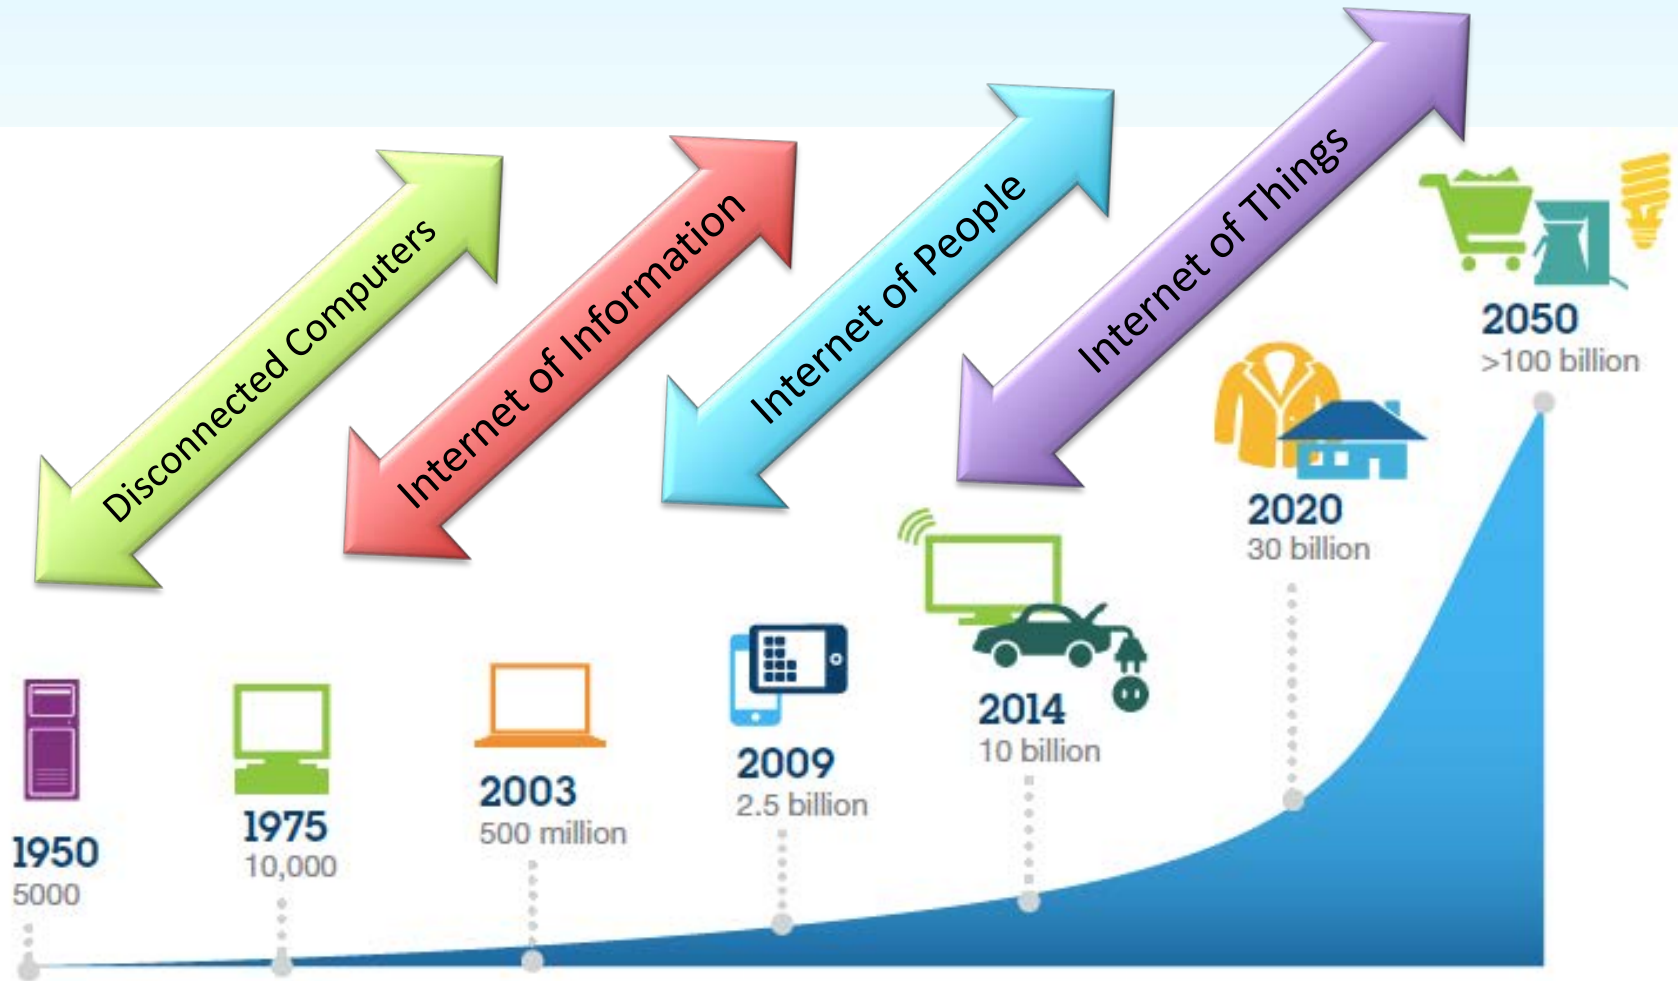 Disconnected Computers
Internet of Information
Internet of People
Internet of Things
1950
5000
1975
10,000
2003
500 million
2009
2.5 billion
2014
10 billion
2020
30 billion
2050
>100 billion